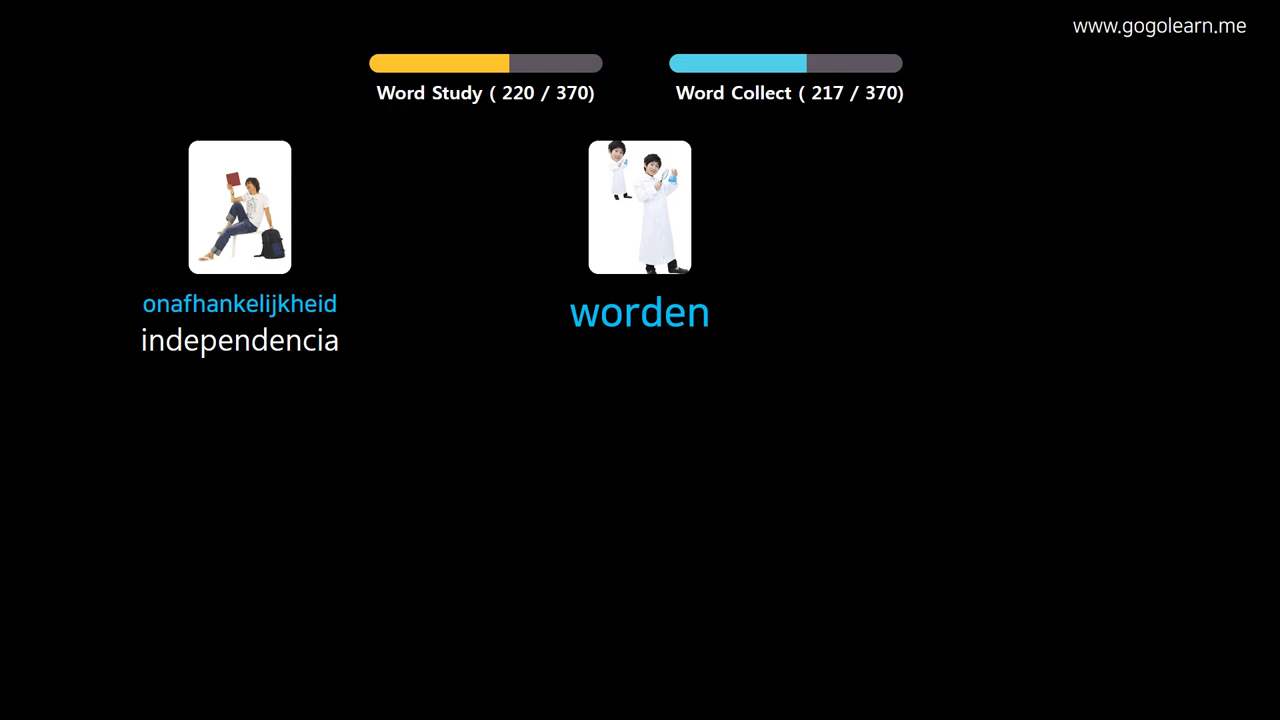 www.gogolearn.me
Word Study ( 220 / 370)
Word Collect ( 217 / 370)
onafhankelijkheid
independencia
worden